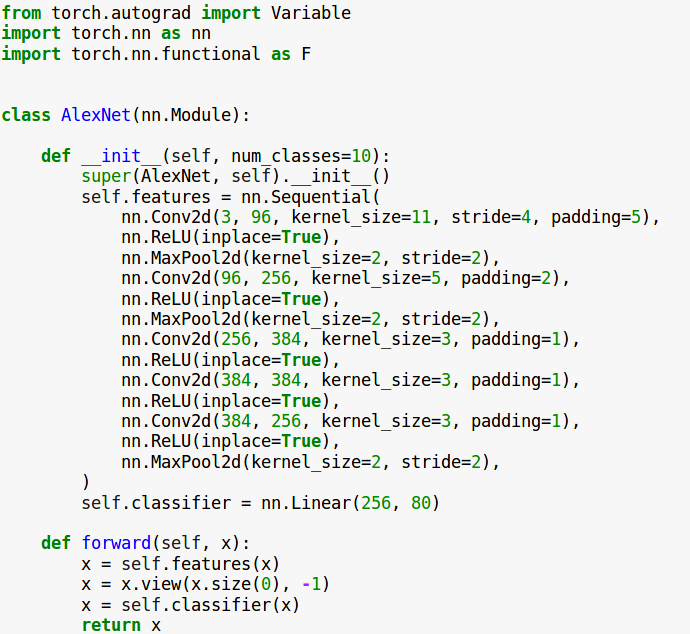 from torch.autograd import Variable
import torch.nn as nn
import torch.nn.functional as F
class AlexNet(nn.Module):
    def __init__(self, num_classes=10):
        super(AlexNet, self).__init__()
        self.features = nn.Sequential(
            nn.Conv2d(3, 96, kernel_size=11, stride=4, padding=5),
            nn.ReLU(inplace=True),
            nn.MaxPool2d(kernel_size=2, stride=2),
            nn.Conv2d(96, 256, kernel_size=5, padding=2),
            nn.ReLU(inplace=True),
            nn.MaxPool2d(kernel_size=2, stride=2),
            nn.Conv2d(256, 384, kernel_size=3, padding=1),
            nn.ReLU(inplace=True),
            nn.Conv2d(384, 384, kernel_size=3, padding=1),
            nn.ReLU(inplace=True),
            nn.Conv2d(384, 256, kernel_size=3, padding=1),
            nn.ReLU(inplace=True),
            nn.MaxPool2d(kernel_size=2, stride=2),
        )
        self.classifier = nn.Linear(256, 80)
    def forward(self, x):
        x = self.features(x)
        x = x.view(x.size(0), -1)
        x = self.classifier(x)
        return x